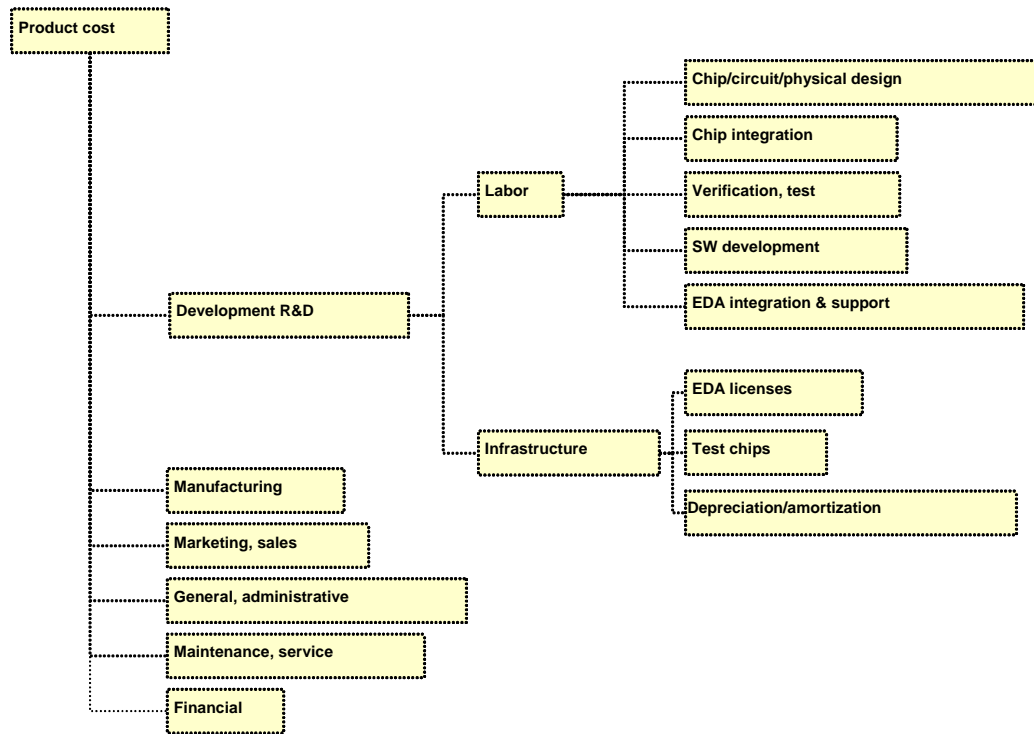 Product cost
Chip/circuit/physical design
Chip integration
Labor
Verification, test
SW development
EDA integration & support
Development R&D
EDA licenses
Infrastructure
Test chips
Depreciation/amortization
Manufacturing
Marketing, sales
General, administrative
Maintenance, service
Financial